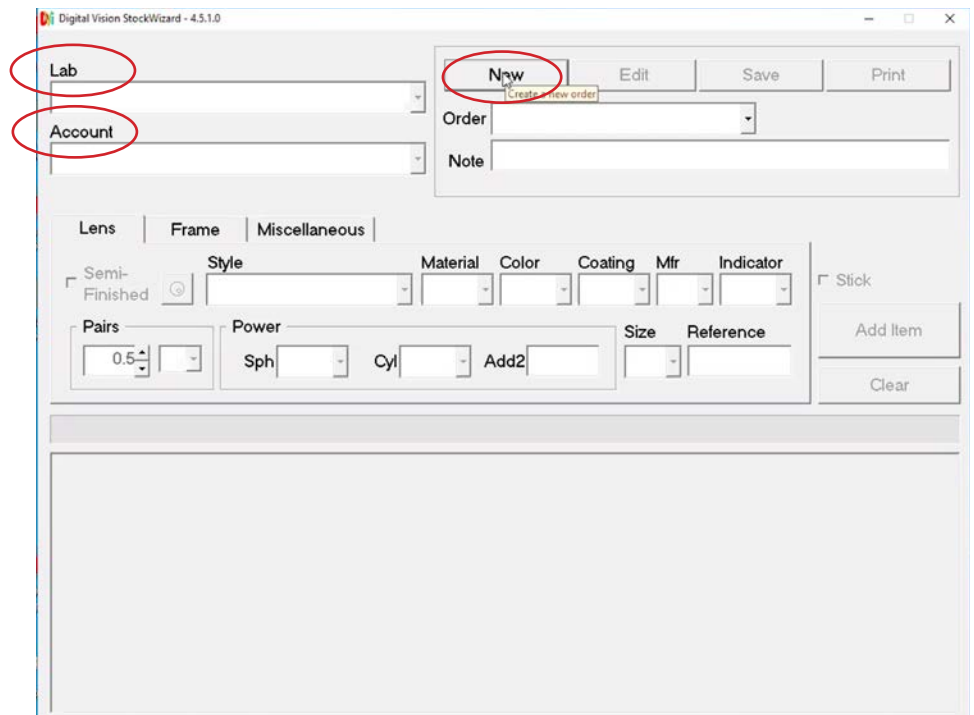 Digital Vision StockWizard - 4.5.1.0
Lab
Account
New Edit Save Print
Create a new order
Order
Note
Lens Frame Miscellaneous
Semi-
Finished
Style Material Color Coating Mfr Indicator
Stick
Pairs
0.5
Power
Sph Cyl Add2
Size Reference
Add Item
Clear